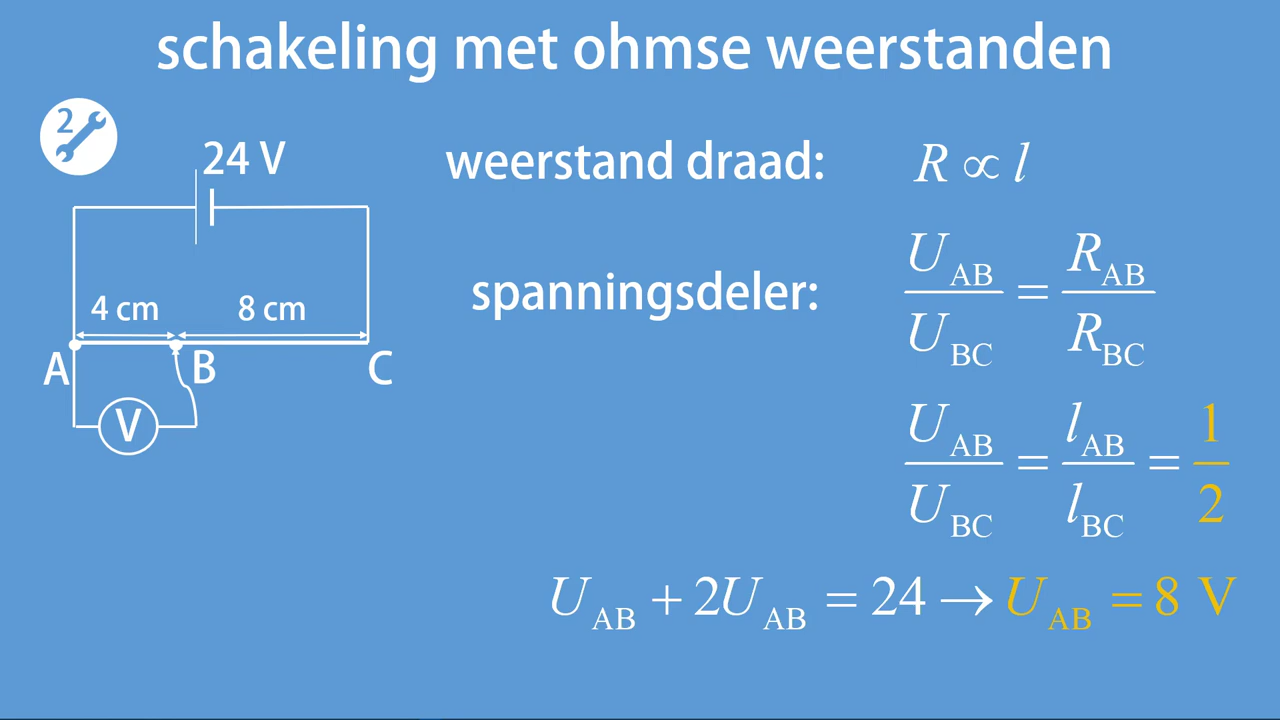 schakeling met ohmse weerstanden
2
24 V
4 cm
8 cm
A
B
C
V
weerstand draad: R ∝ l
spanningsdeler: U_AB / U_BC = R_AB / R_BC
U_AB / U_BC = l_AB / l_BC = 1 / 2
U_AB + 2U_AB = 24 → U_AB = 8 V